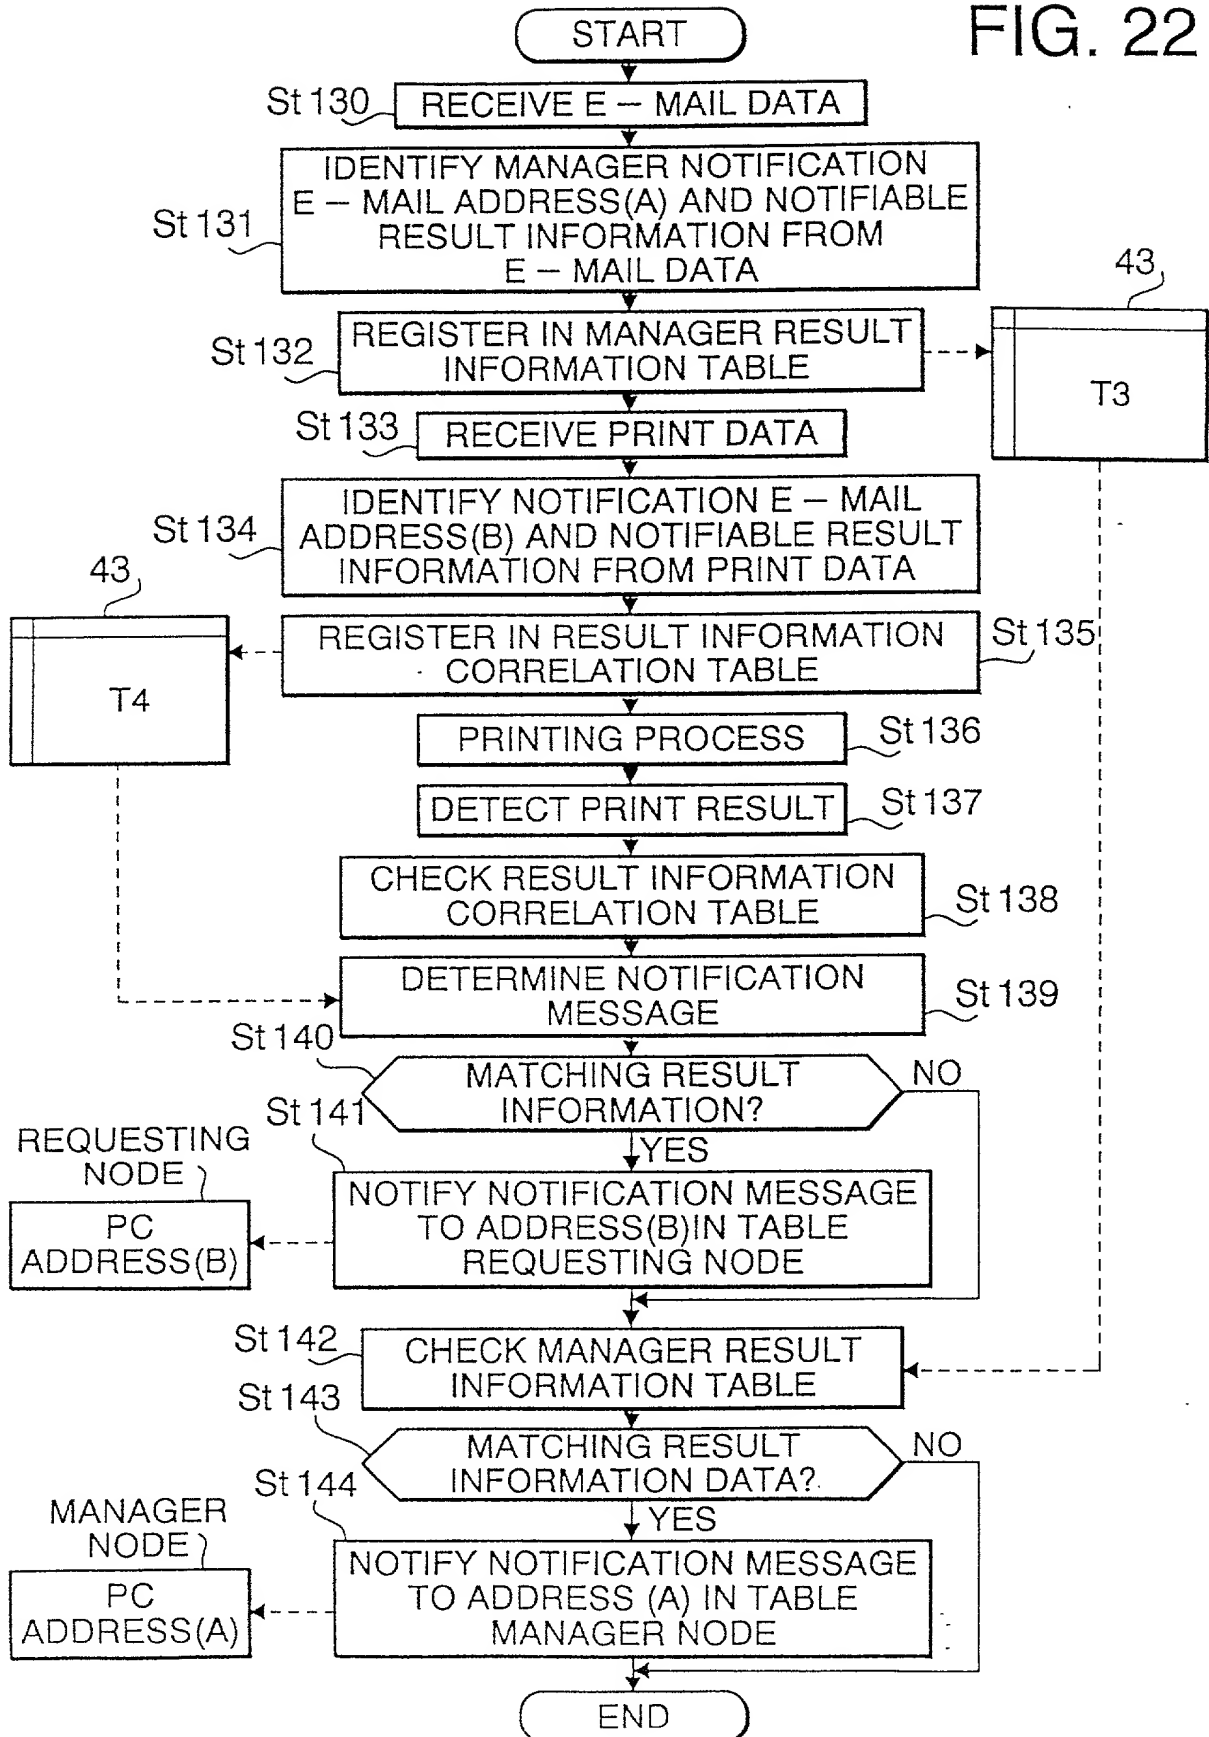 FIG. 22
START
St 130
RECEIVE E – MAIL DATA
St 131
IDENTIFY MANAGER NOTIFICATION
E – MAIL ADDRESS(A) AND NOTIFIABLE
RESULT INFORMATION FROM
E – MAIL DATA
43
St 132
REGISTER IN MANAGER RESULT
INFORMATION TABLE
T3
St 133
RECEIVE PRINT DATA
St 134
IDENTIFY NOTIFICATION E – MAIL
ADDRESS(B) AND NOTIFIABLE RESULT
INFORMATION FROM PRINT DATA
43
T4
REGISTER IN RESULT INFORMATION
CORRELATION TABLE
St 135
PRINTING PROCESS
St 136
DETECT PRINT RESULT
St 137
CHECK RESULT INFORMATION
CORRELATION TABLE
St 138
DETERMINE NOTIFICATION
MESSAGE
St 139
St 140
MATCHING RESULT
INFORMATION?
NO
YES
St 141
REQUESTING
NODE
PC
ADDRESS(B)
NOTIFY NOTIFICATION MESSAGE
TO ADDRESS(B)IN TABLE
REQUESTING NODE
St 142
CHECK MANAGER RESULT
INFORMATION TABLE
St 143
MATCHING RESULT
INFORMATION DATA?
NO
YES
St 144
MANAGER
NODE
PC
ADDRESS(A)
NOTIFY NOTIFICATION MESSAGE
TO ADDRESS (A) IN TABLE
MANAGER NODE
END